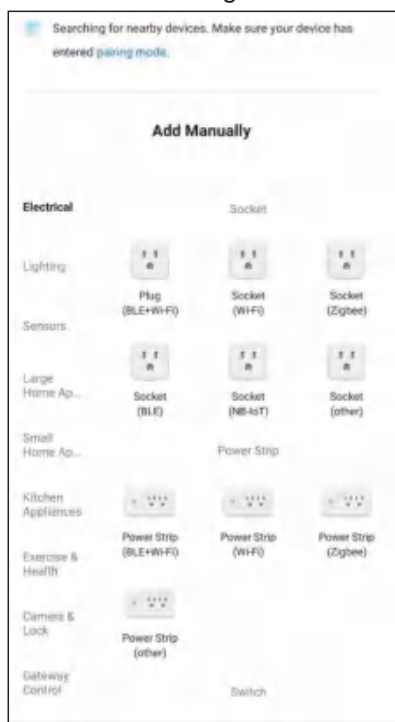 Searching for nearby devices. Make sure your device has
entered pairing mode.
Add Manually
Electrical
Socket
Lighting
Plug
(BLE+Wi-Fi)
Socket
(Wi-Fi)
Socket
(Zigbee)
Sensors
Large
Home Ap...
Socket
(BLE)
Socket
(NB-IoT)
Socket
(other)
Small
Home Ap...
Power Strip
Kitchen
Appliances
Power Strip
(BLE+Wi-Fi)
Power Strip
(Wi-Fi)
Power Strip
(Zigbee)
Exercise &
Health
Camera &
Lock
Power Strip
(other)
Gateway
Control
Switch